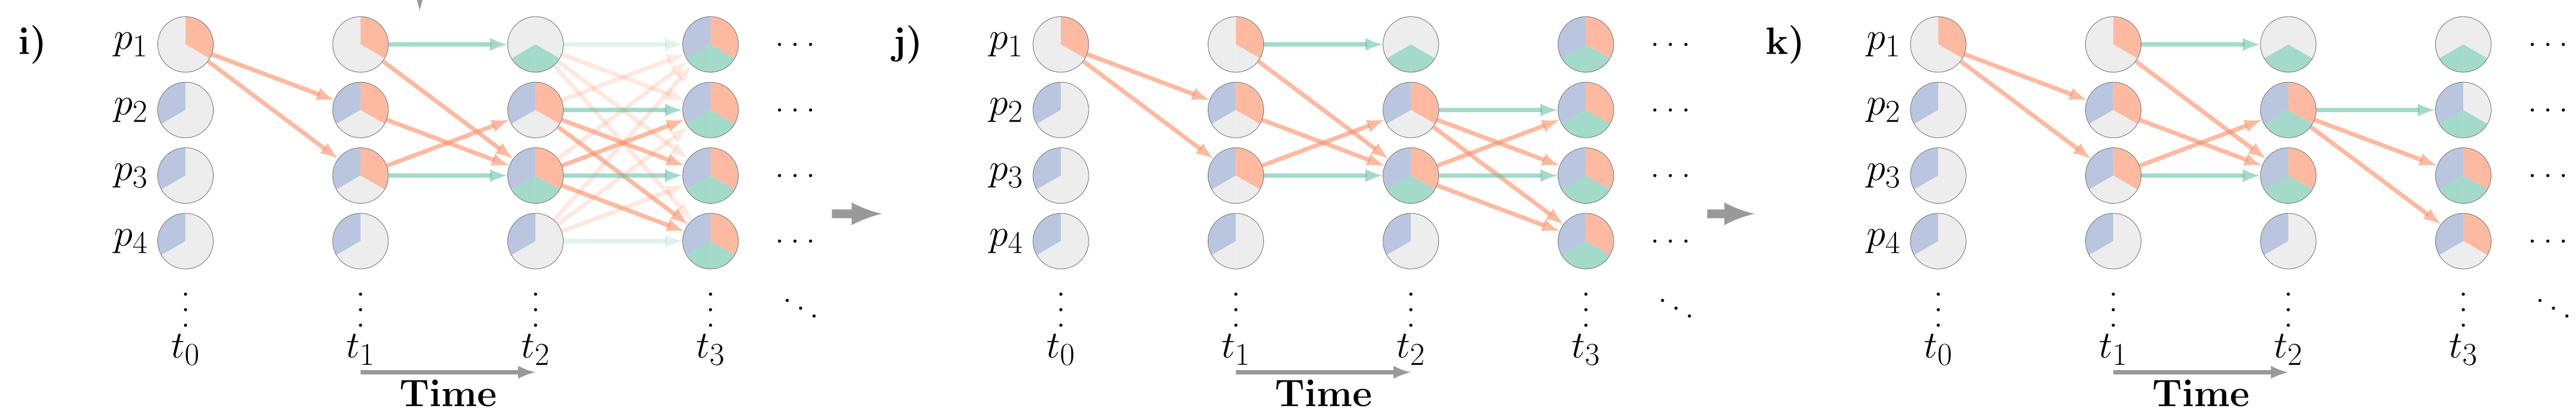 i) p₁ · · · j) p₁ · · · k) p₁ · · ·
p₂ · · · p₂ · · · p₂ · · ·
p₃ · · · p₃ · · · p₃ · · ·
p₄ · · · p₄ · · · p₄ · · ·
⋮ ⋮ ⋮ ⋮ ⋱ ⋮ ⋮ ⋮ ⋮ ⋱ ⋮ ⋮ ⋮ ⋮ ⋱
t₀ t₁ t₂ t₃ t₀ t₁ t₂ t₃ t₀ t₁ t₂ t₃
Time Time Time